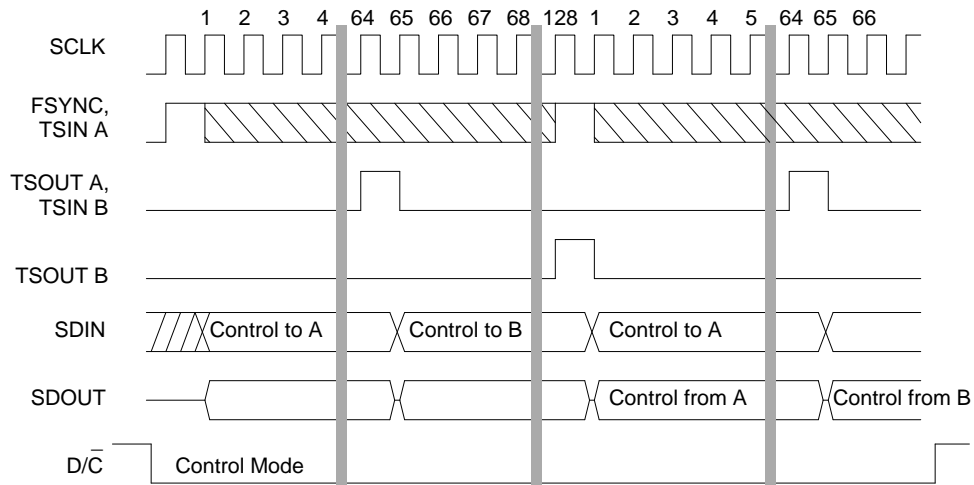 1 2 3 4 64 65 66 67 68 128 1 2 3 4 5 64 65 66
SCLK
FSYNC,
TSIN A
TSOUT A,
TSIN B
TSOUT B
SDIN Control to A Control to B Control to A
SDOUT Control from A Control from B
D/C̅ Control Mode